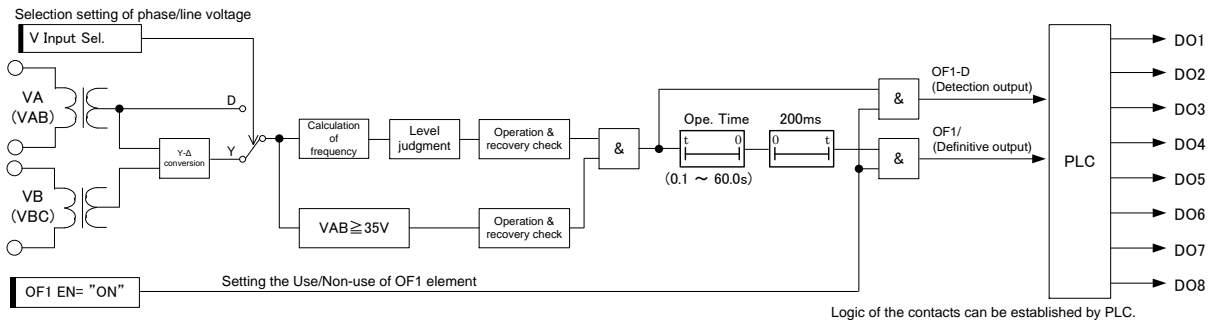 Selection setting of phase/line voltage
V Input Sel.
VA
(VAB)
D
Y-Δ
conversion
Y
VB
(VBC)
Calculation
of
frequency
Level
judgment
Operation &
recovery check
VAB≧35V
Operation &
recovery check
&
Ope. Time
t 0
(0.1 ～ 60.0s)
200ms
0 t
&
OF1-D
(Detection output)
&
OF1/
(Definitive output)
PLC
DO1
DO2
DO3
DO4
DO5
DO6
DO7
DO8
OF1 EN= ”ON”
Setting the Use/Non-use of OF1 element
Logic of the contacts can be established by PLC.